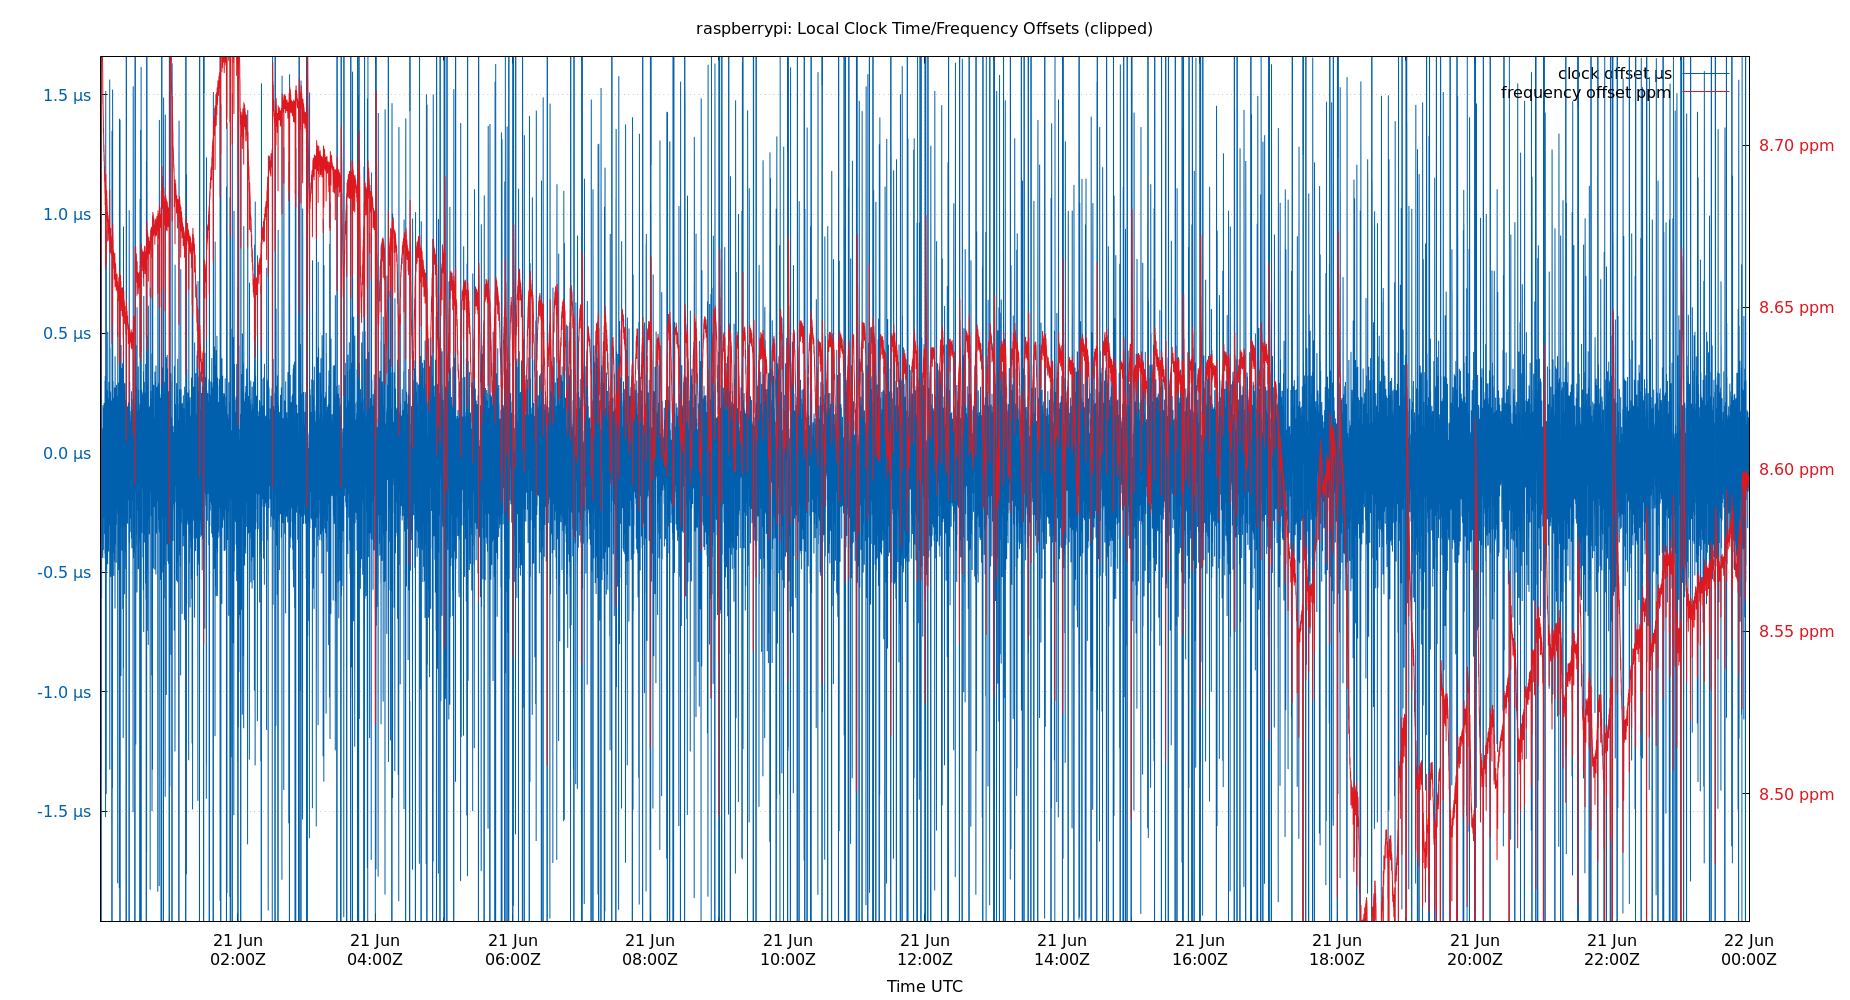 raspberrypi: Local Clock Time/Frequency Offsets (clipped)
clock offset µs
frequency offset ppm
1.5 µs
1.0 µs
0.5 µs
0.0 µs
-0.5 µs
-1.0 µs
-1.5 µs
8.70 ppm
8.65 ppm
8.60 ppm
8.55 ppm
8.50 ppm
21 Jun 21 Jun 21 Jun 21 Jun 21 Jun 21 Jun 21 Jun 21 Jun 21 Jun 21 Jun 21 Jun 22 Jun
02:00Z 04:00Z 06:00Z 08:00Z 10:00Z 12:00Z 14:00Z 16:00Z 18:00Z 20:00Z 22:00Z 00:00Z
Time UTC